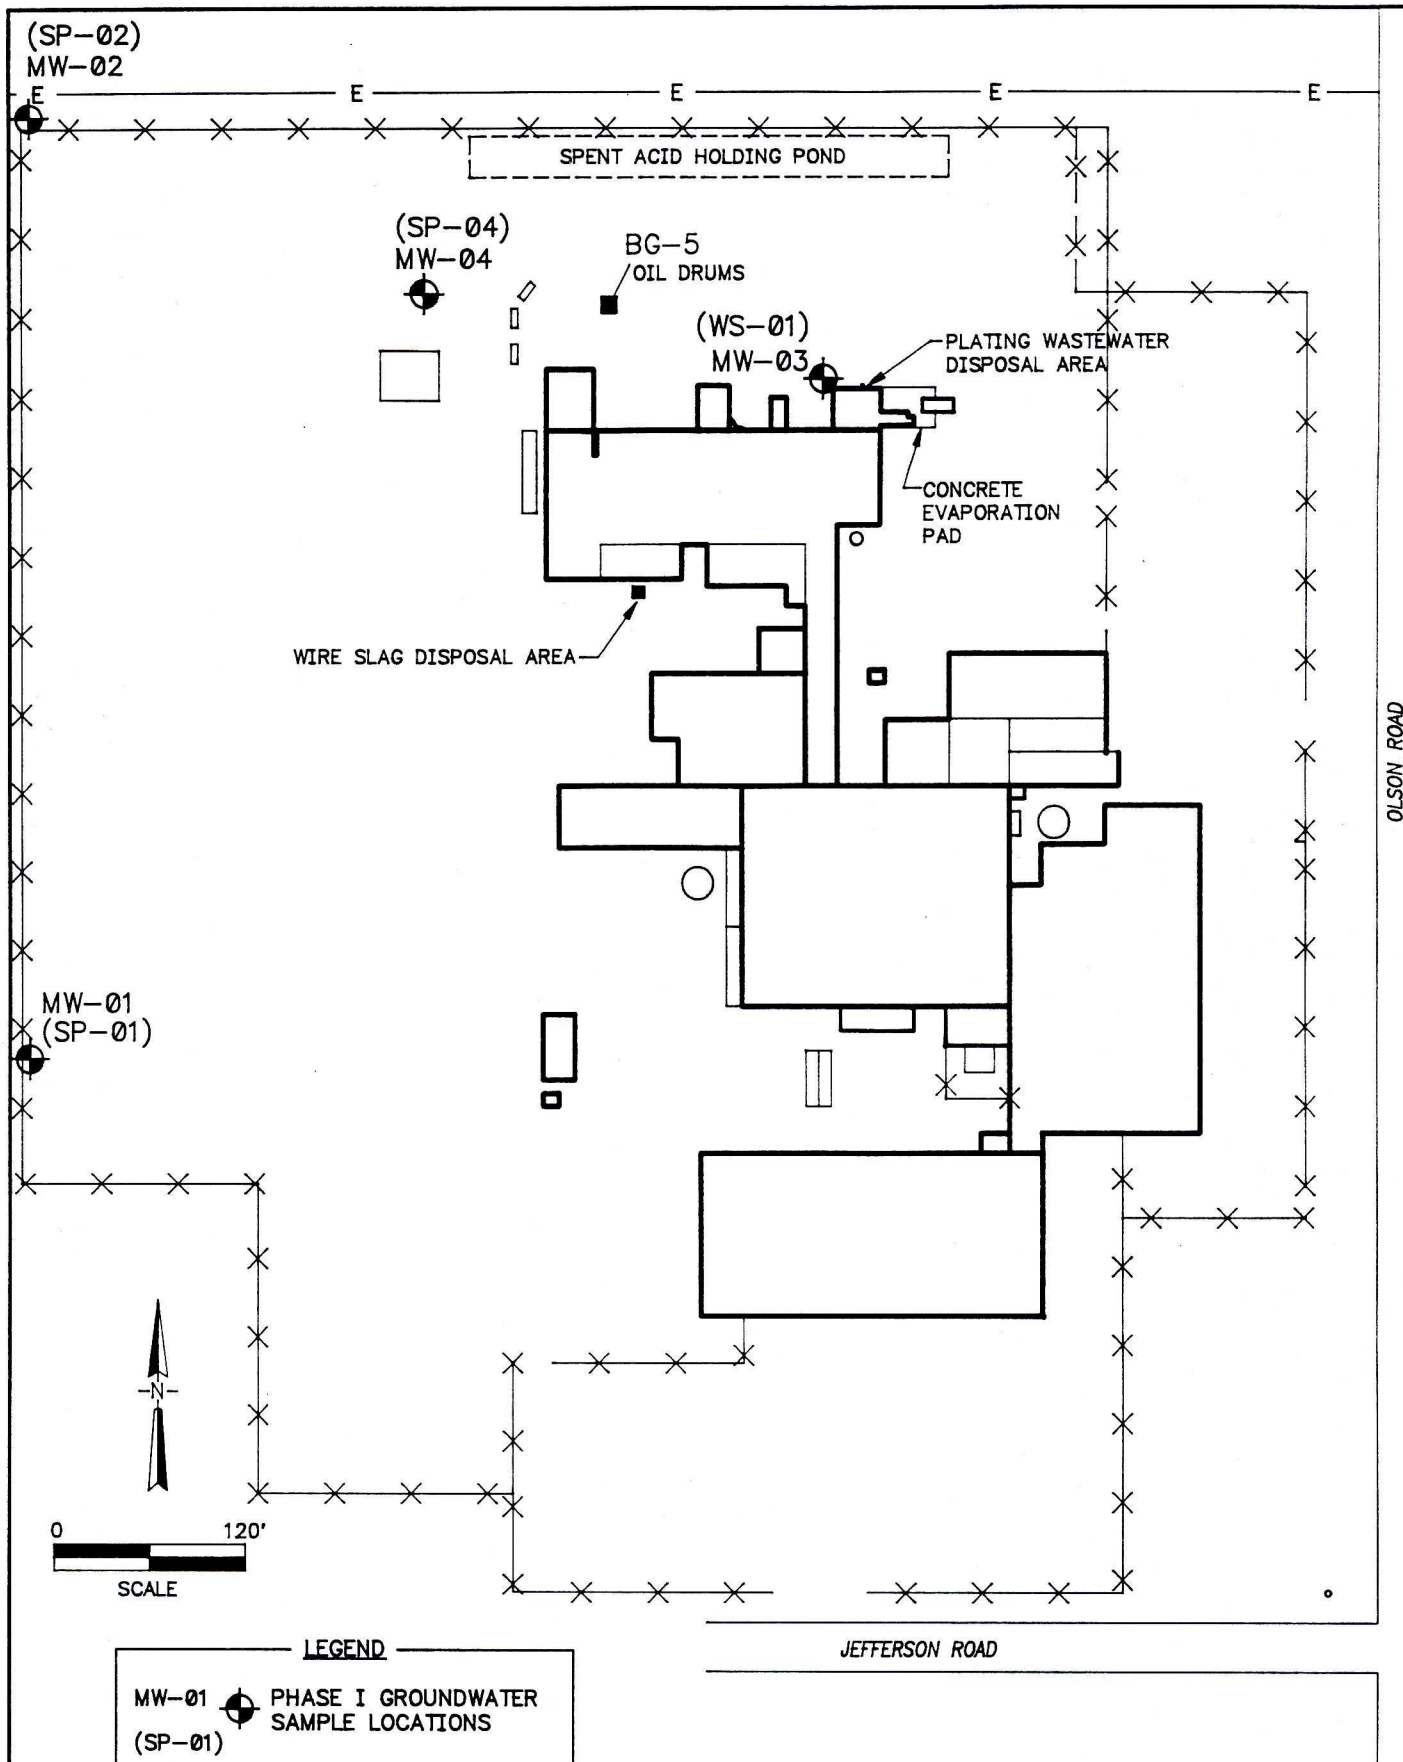 (SP-02)
MW-02
E E E E E
SPENT ACID HOLDING POND
(SP-04)
MW-04
BG-5
OIL DRUMS
(WS-01)
MW-03
PLATING WASTEWATER
DISPOSAL AREA
CONCRETE
EVAPORATION
PAD
WIRE SLAG DISPOSAL AREA
OLSON ROAD
MW-01
(SP-01)
-N-
0 120'
SCALE
JEFFERSON ROAD
LEGEND
MW-01 PHASE I GROUNDWATER
SAMPLE LOCATIONS
(SP-01)